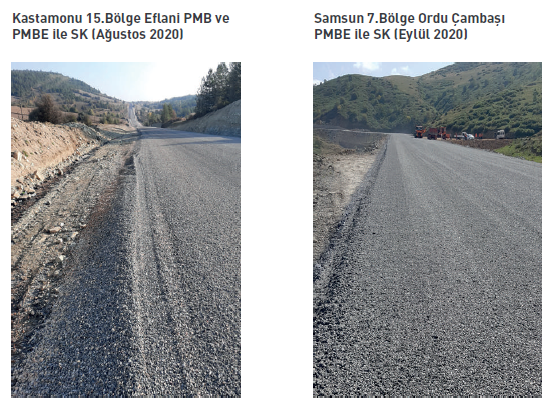 Kastamonu 15.Bölge Eflani PMB ve
PMBE ile SK (Ağustos 2020)
Samsun 7.Bölge Ordu Çambaşı
PMBE ile SK (Eylül 2020)